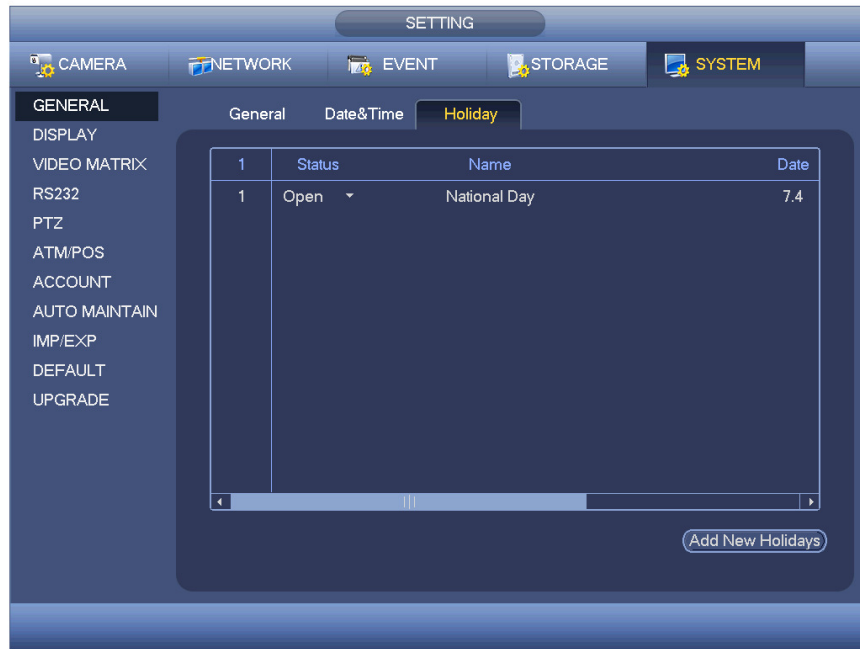 SETTING
CAMERA NETWORK EVENT STORAGE SYSTEM
GENERAL
DISPLAY
VIDEO MATRIX
RS232
PTZ
ATM/POS
ACCOUNT
AUTO MAINTAIN
IMP/EXP
DEFAULT
UPGRADE
General Date&Time Holiday
1 Status Name Date
1 Open National Day 7.4
Add New Holidays